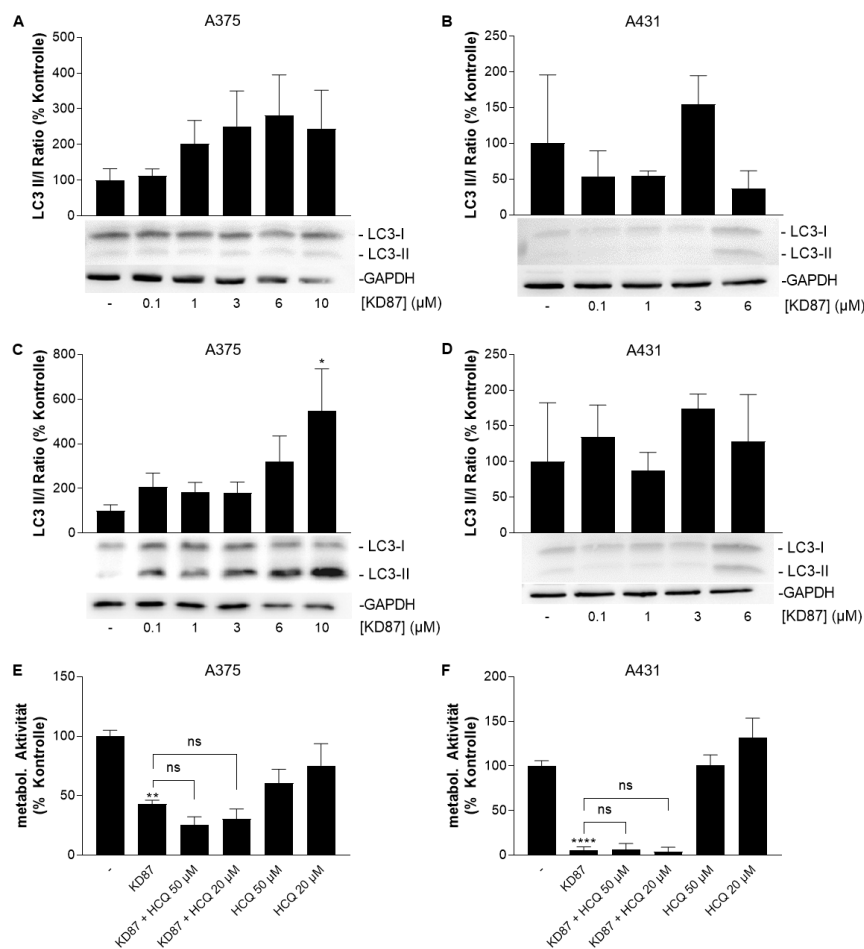 A
A375
LC3 II/I Ratio (% Kontrolle)
500
400
300
200
100
0
- LC3-I
- LC3-II
-GAPDH
- 0.1 1 3 6 10 [KD87] (µM)
B
A431
LC3 II/I Ratio (% Kontrolle)
250
200
150
100
50
0
- LC3-I
- LC3-II
-GAPDH
- 0.1 1 3 6 [KD87] (µM)
C
A375
LC3 II/I Ratio (% Kontrolle)
800
600
400
200
0
*
- LC3-I
- LC3-II
-GAPDH
- 0.1 1 3 6 10 [KD87] (µM)
D
A431
LC3 II/I Ratio (% Kontrolle)
250
200
150
100
50
0
- LC3-I
- LC3-II
-GAPDH
- 0.1 1 3 6 [KD87] (µM)
E
A375
metabol. Aktivität
(% Kontrolle)
150
100
50
0
ns
ns
**
-
KD87
KD87 + HCQ 50 µM
KD87 + HCQ 20 µM
HCQ 50 µM
HCQ 20 µM
F
A431
metabol. Aktivität
(% Kontrolle)
200
150
100
50
0
ns
ns
****
-
KD87
KD87 + HCQ 50 µM
KD87 + HCQ 20 µM
HCQ 50 µM
HCQ 20 µM